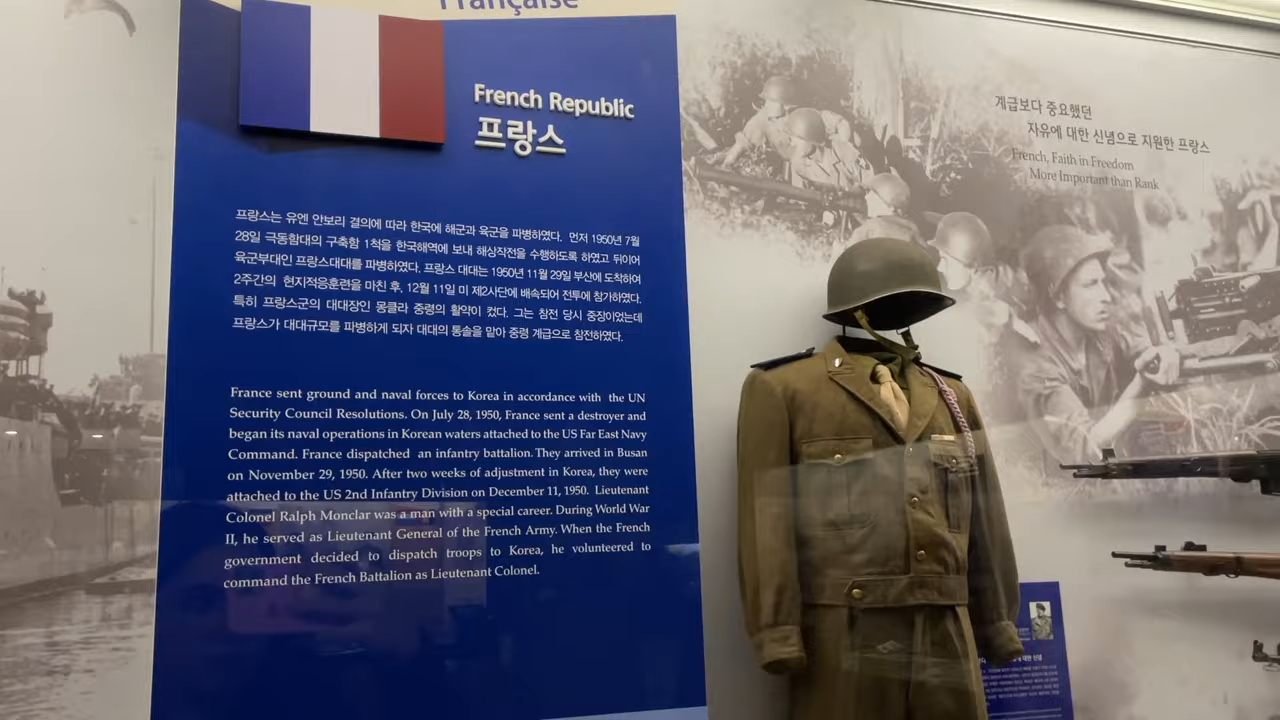 Française
French Republic
프랑스
프랑스는 유엔 안보리 결의에 따라 한국에 해군과 육군을 파병하였다. 먼저 1950년 7월
28일 극동함대의 구축함 1척을 한국해역에 보내 해상작전을 수행하도록 하였고 뒤이어
육군부대인 프랑스대대를 파병하였다. 프랑스 대대는 1950년 11월 29일 부산에 도착하여
2주간의 현지적응훈련을 마친 후, 12월 11일 미 제2사단에 배속되어 전투에 참가하였다.
특히 프랑스군의 대대장인 몽클라 중령의 활약이 컸다. 그는 참전 당시 중장이었는데
프랑스가 대대규모를 파병하게 되자 대대의 통솔을 맡아 중령 계급으로 참전하였다.
France sent ground and naval forces to Korea in accordance with the UN
Security Council Resolutions. On July 28, 1950, France sent a destroyer and
began its naval operations in Korean waters attached to the US Far East Navy
Command. France dispatched an infantry battalion. They arrived in Busan
on November 29, 1950. After two weeks of adjustment in Korea, they were
attached to the US 2nd Infantry Division on December 11, 1950. Lieutenant
Colonel Ralph Monclar was a man with a special career. During World War
II, he served as Lieutenant General of the French Army. When the French
government decided to dispatch troops to Korea, he volunteered to
command the French Battalion as Lieutenant Colonel.
계급보다 중요했던
자유에 대한 신념으로 지원한 프랑스
French, Faith in Freedom
More Important than Rank